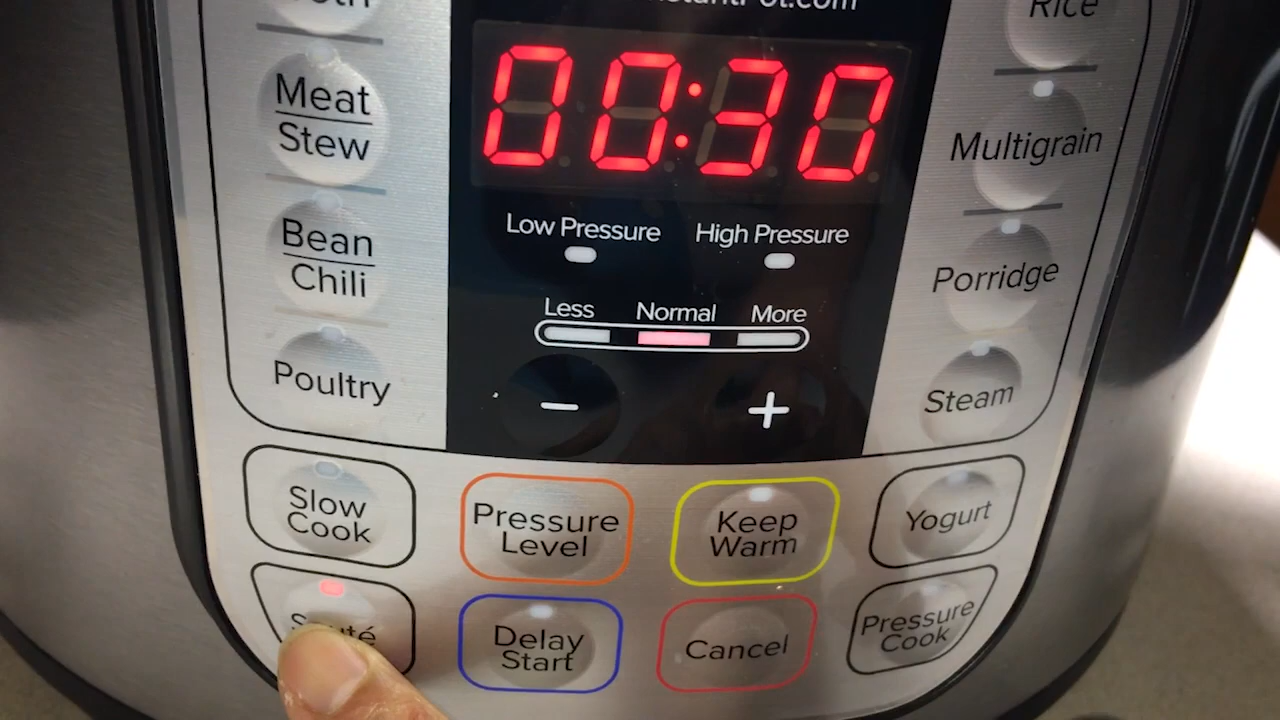 Meat
Stew
Bean
Chili
Poultry
00:30
Low Pressure
High Pressure
Less
Normal
More
−
+
Rice
Multigrain
Porridge
Steam
Slow
Cook
Pressure
Level
Keep
Warm
Yogurt
Delay
Start
Cancel
Pressure
Cook